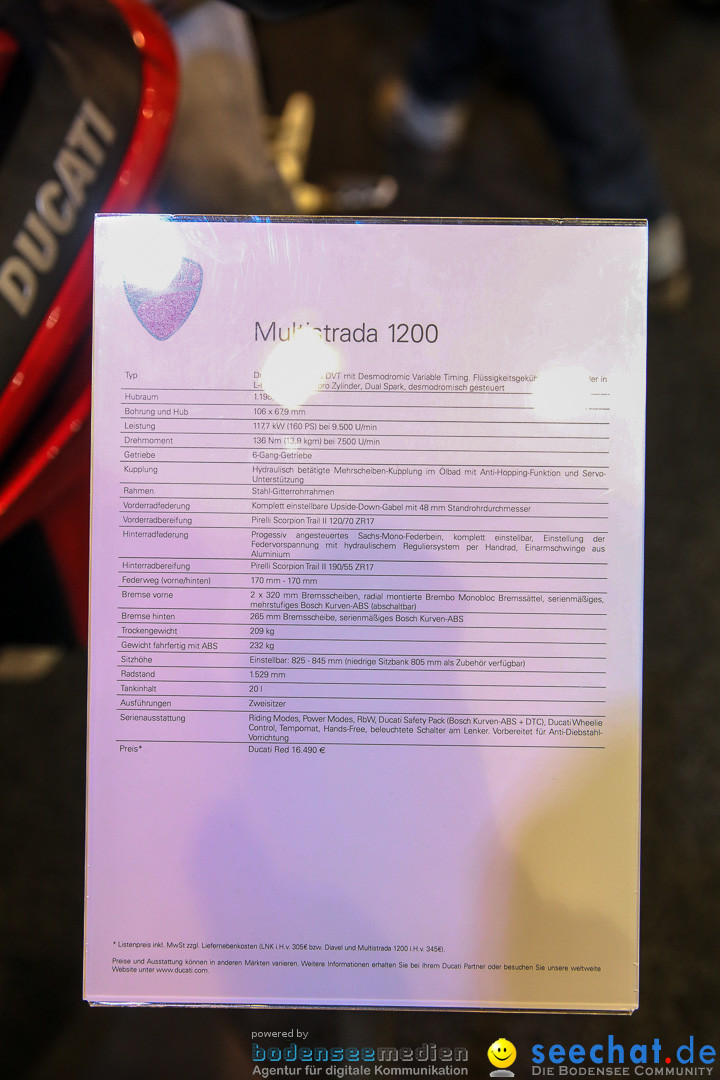 DUCATI
Multistrada 1200
Typ DVT mit Desmodromic Variable Timing. in
pro Zylinder, Dual Spark, desmodromisch gesteuert
Hubraum
Bohrung und Hub 106 x 67,9 mm
Leistung 117,7 kW (160 PS) bei 9.500 U/min
Drehmoment 136 Nm (13,9 kgm) bei 7.500 U/min
Getriebe 6-Gang-Getriebe
Kupplung Hydraulisch betätigte Mehrscheiben-Kupplung im Ölbad mit Anti-Hopping-Funktion und Servo-
Unterstützung
Rahmen Stahl-Gitterrohrrahmen
Vorderradfederung Komplett einstellbare Upside-Down-Gabel mit 48 mm Standrohrdurchmesser
Vorderradbereifung Pirelli Scorpion Trail II 120/70 ZR17
Hinterradfederung Progessiv angesteuertes Sachs-Mono-Federbein, komplett einstellbar, Einstellung der
Federvorspannung mit hydraulischem Reguliersystem per Handrad, Einarmschwinge aus
Aluminium
Hinterradbereifung Pirelli Scorpion Trail II 190/55 ZR17
Federweg (vorne/hinten) 170 mm - 170 mm
Bremse vorne 2 x 320 mm Bremsscheiben, radial montierte Brembo Monobloc Bremssättel, serienmäßiges,
mehrstufiges Bosch Kurven-ABS (abschaltbar)
Bremse hinten 265 mm Bremsscheibe, serienmäßiges Bosch Kurven-ABS
Trockengewicht 209 kg
Gewicht fahrfertig mit ABS 232 kg
Sitzhöhe Einstellbar: 825 - 845 mm (niedrige Sitzbank 805 mm als Zubehör verfügbar)
Radstand 1.529 mm
Tankinhalt 20 l
Ausführungen Zweisitzer
Serienausstattung Riding Modes, Power Modes, RbW, Ducati Safety Pack (Bosch Kurven-ABS + DTC), Ducati Wheelie
Control, Tempomat, Hands-Free, beleuchtete Schalter am Lenker. Vorbereitet für Anti-Diebstahl-
Vorrichtung
Preis* Ducati Red 16.490 €
* Listenpreis inkl. MwSt zzgl. Liefernebenkosten (LNK i.H.v. 305€ bzw. Diavel und Multistrada 1200 i.H.v. 345€).
Preise und Ausstattung können in anderen Märkten variieren. Weitere Informationen erhalten Sie bei Ihrem Ducati Partner oder besuchen Sie unsere weltweite
Website unter www.ducati.com.
powered by
bodenseemedien
Agentur für digitale Kommunikation
seechat.de
Die Bodensee Community